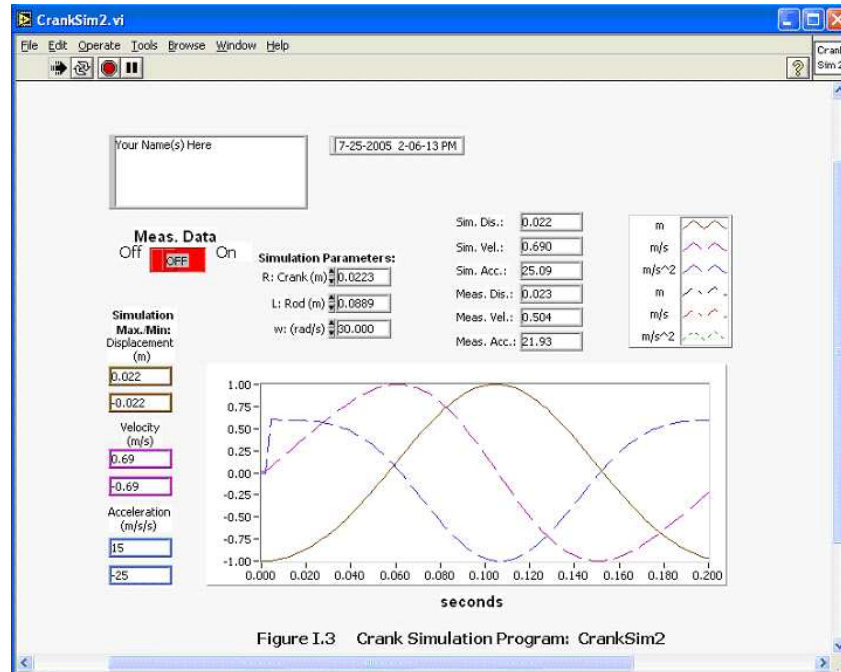 CrankSim2.vi
File Edit Operate Tools Browse Window Help
Crank
Sim 2
?
Your Name(s) Here
7-25-2005 2-06-13 PM
Meas. Data
Off OFF On
Simulation Parameters:
R: Crank (m) 0.0223
L: Rod (m) 0.0889
w: (rad/s) 30.000
Sim. Dis.: 0.022
Sim. Vel.: 0.690
Sim. Acc.: 25.09
Meas. Dis.: 0.023
Meas. Vel.: 0.504
Meas. Acc.: 21.93
m
m/s
m/s^2
m
m/s
m/s^2
Simulation
Max./Min:
Displacement
(m)
0.022
-0.022
Velocity
(m/s)
0.69
-0.69
Acceleration
(m/s/s)
15
-25
1.00
0.75
0.50
0.25
0.00
-0.25
-0.50
-0.75
-1.00
0.000 0.020 0.040 0.060 0.080 0.100 0.120 0.140 0.160 0.180 0.200
seconds
Figure I.3 Crank Simulation Program: CrankSim2